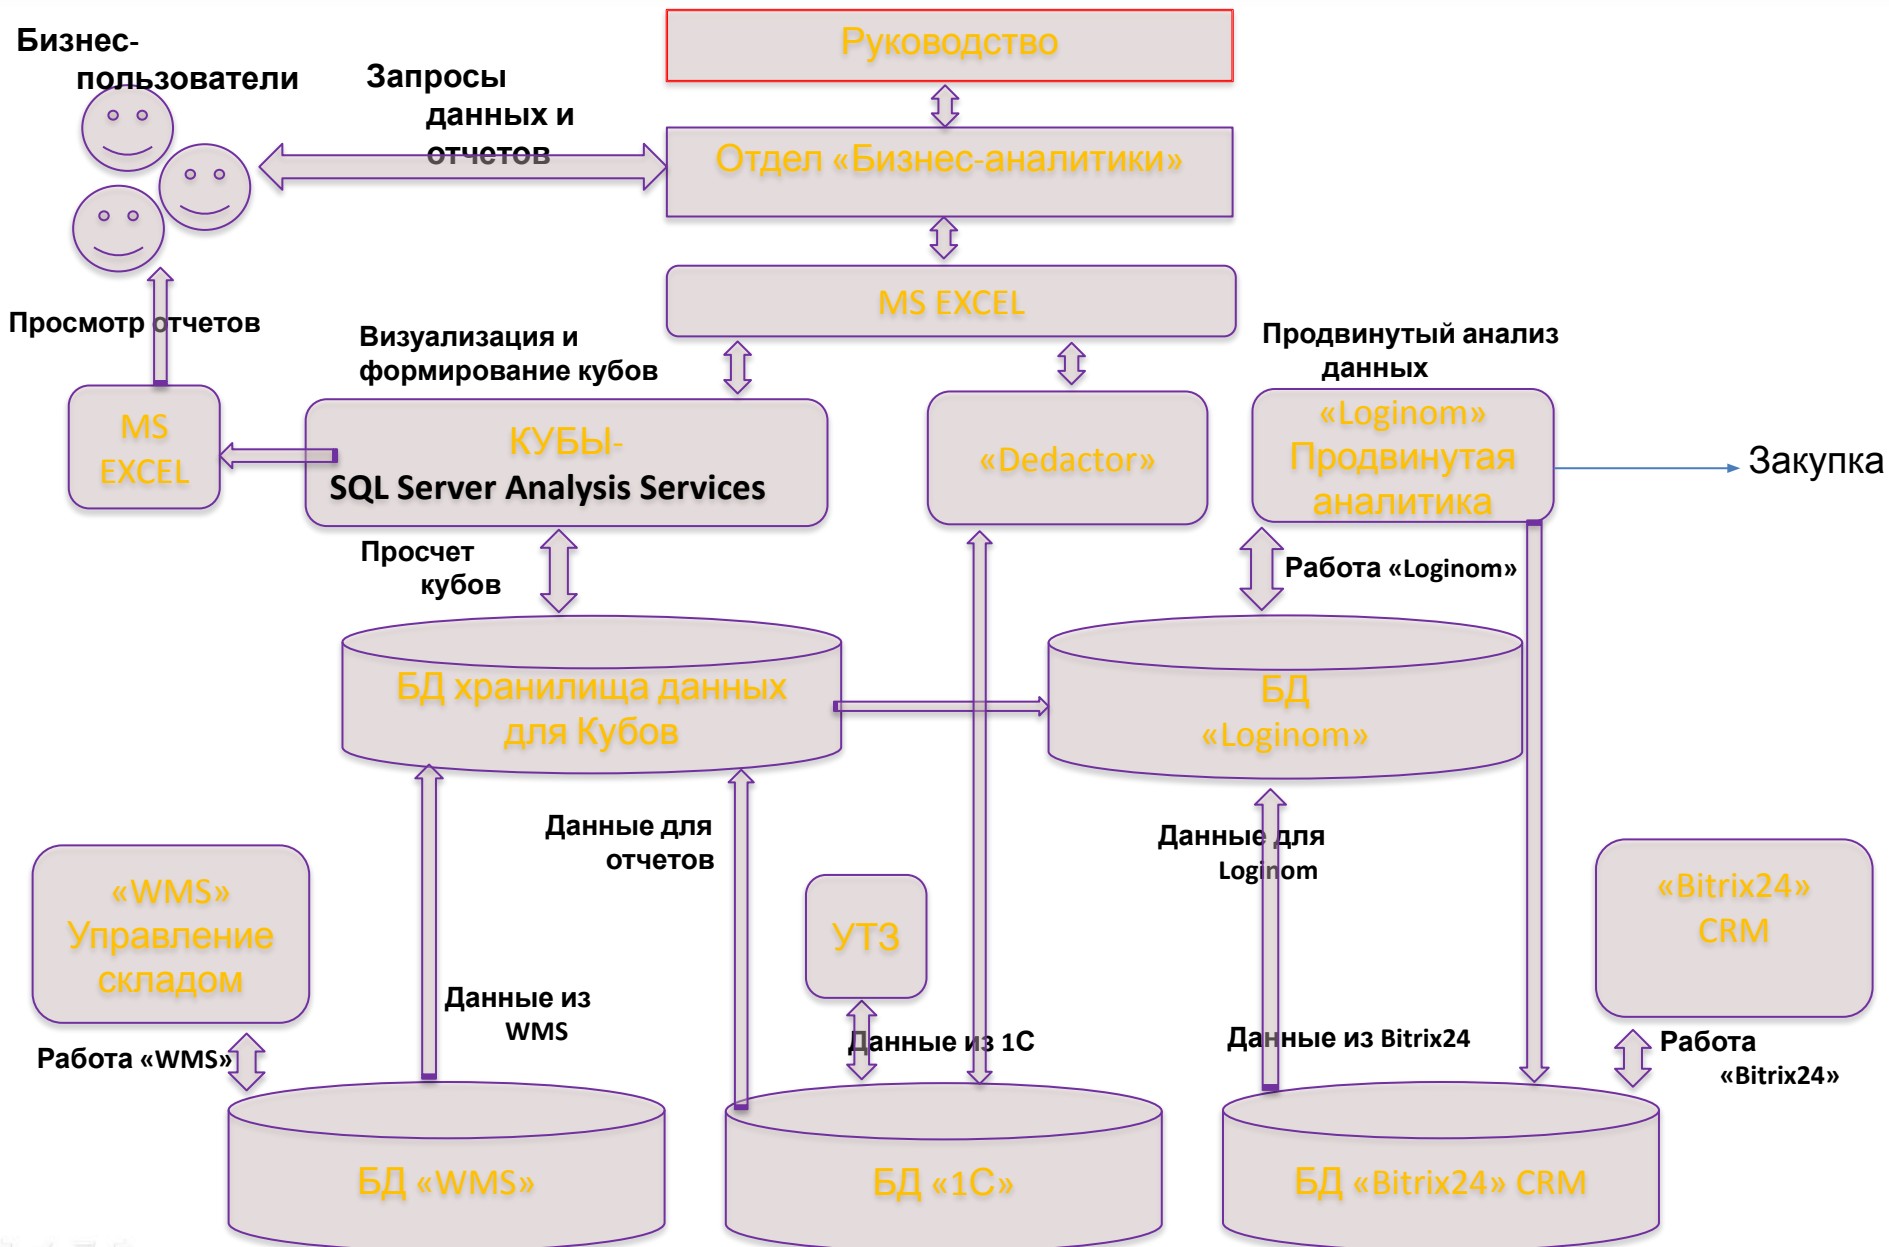 Руководство
Бизнес-
пользователи
Запросы
данных и
отчетов
Отдел «Бизнес-аналитики»
MS EXCEL
Просмотр отчетов
Визуализация и
формирование кубов
Продвинутый анализ
данных
MS
EXCEL
КУБЫ-
SQL Server Analysis Services
«Dedactor»
«Loginom»
Продвинутая
аналитика
Закупка
Просчет
кубов
Работа «Loginom»
БД хранилища данных
для Кубов
БД
«Loginom»
Данные для
отчетов
Данные для
Loginom
«WMS»
Управление
складом
УТЗ
«Bitrix24»
CRM
Данные из
WMS
Работа «WMS»
Данные из 1С
Данные из Bitrix24
Работа
«Bitrix24»
БД «WMS»
БД «1С»
БД «Bitrix24» CRM